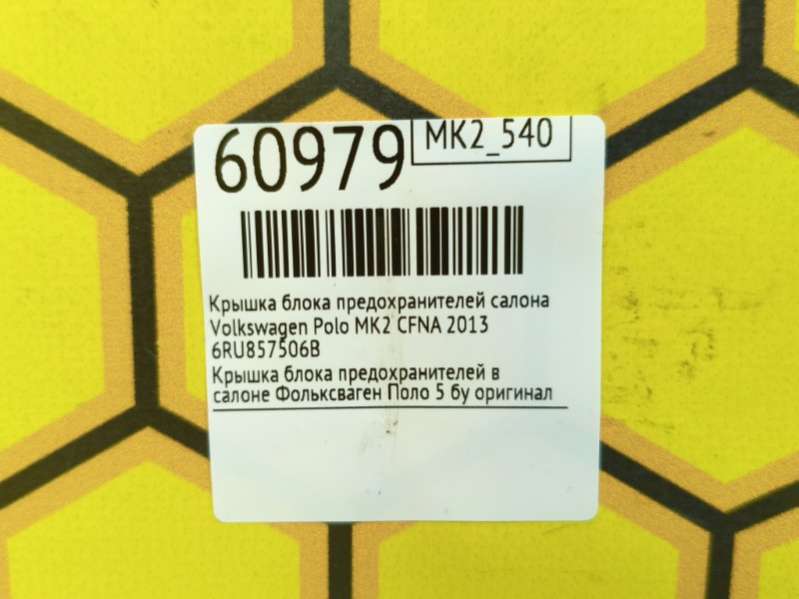 60979
MK2_540
Крышка блока предохранителей салона
Volkswagen Polo MK2 CFNA 2013
6RU857506B
Крышка блока предохранителей в
салоне Фольксваген Поло 5 бу оригинал